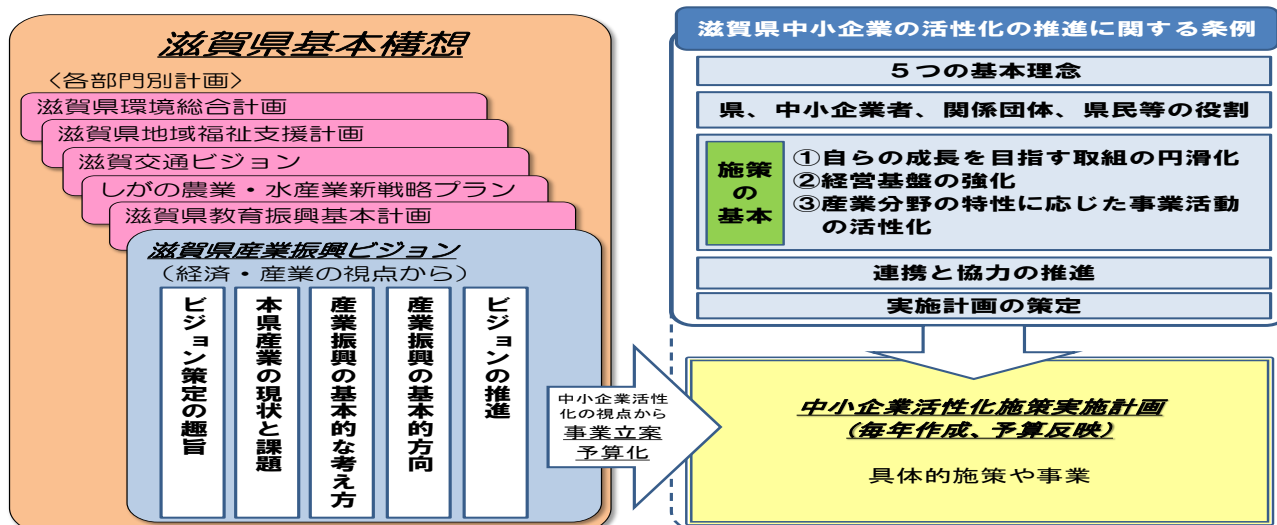 滋賀県基本構想
〈各部門別計画〉
滋賀県環境総合計画
滋賀県地域福祉支援計画
滋賀交通ビジョン
しがの農業・水産業新戦略プラン
滋賀県教育振興基本計画
滋賀県産業振興ビジョン
（経済・産業の視点から）
ビジョン策定の趣旨
本県産業の現状と課題
産業振興の基本的な考え方
産業振興の基本的方向
ビジョンの推進
中小企業活性
化の視点から
事業立案
予算化
滋賀県中小企業の活性化の推進に関する条例
５つの基本理念
県、中小企業者、関係団体、県民等の役割
施策
の
基本
①自らの成長を目指す取組の円滑化
②経営基盤の強化
③産業分野の特性に応じた事業活動
の活性化
連携と協力の推進
実施計画の策定
中小企業活性化施策実施計画
（毎年作成、予算反映）
具体的施策や事業